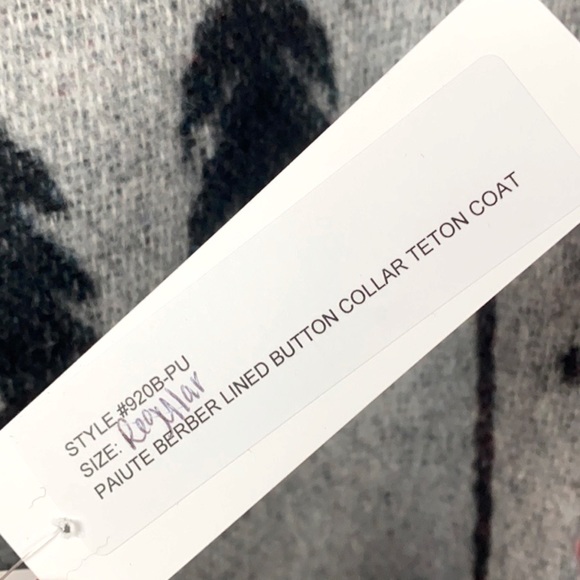 STYLE #920B-PU
SIZE: Regular
PAIUTE BERBER LINED BUTTON COLLAR TETON COAT